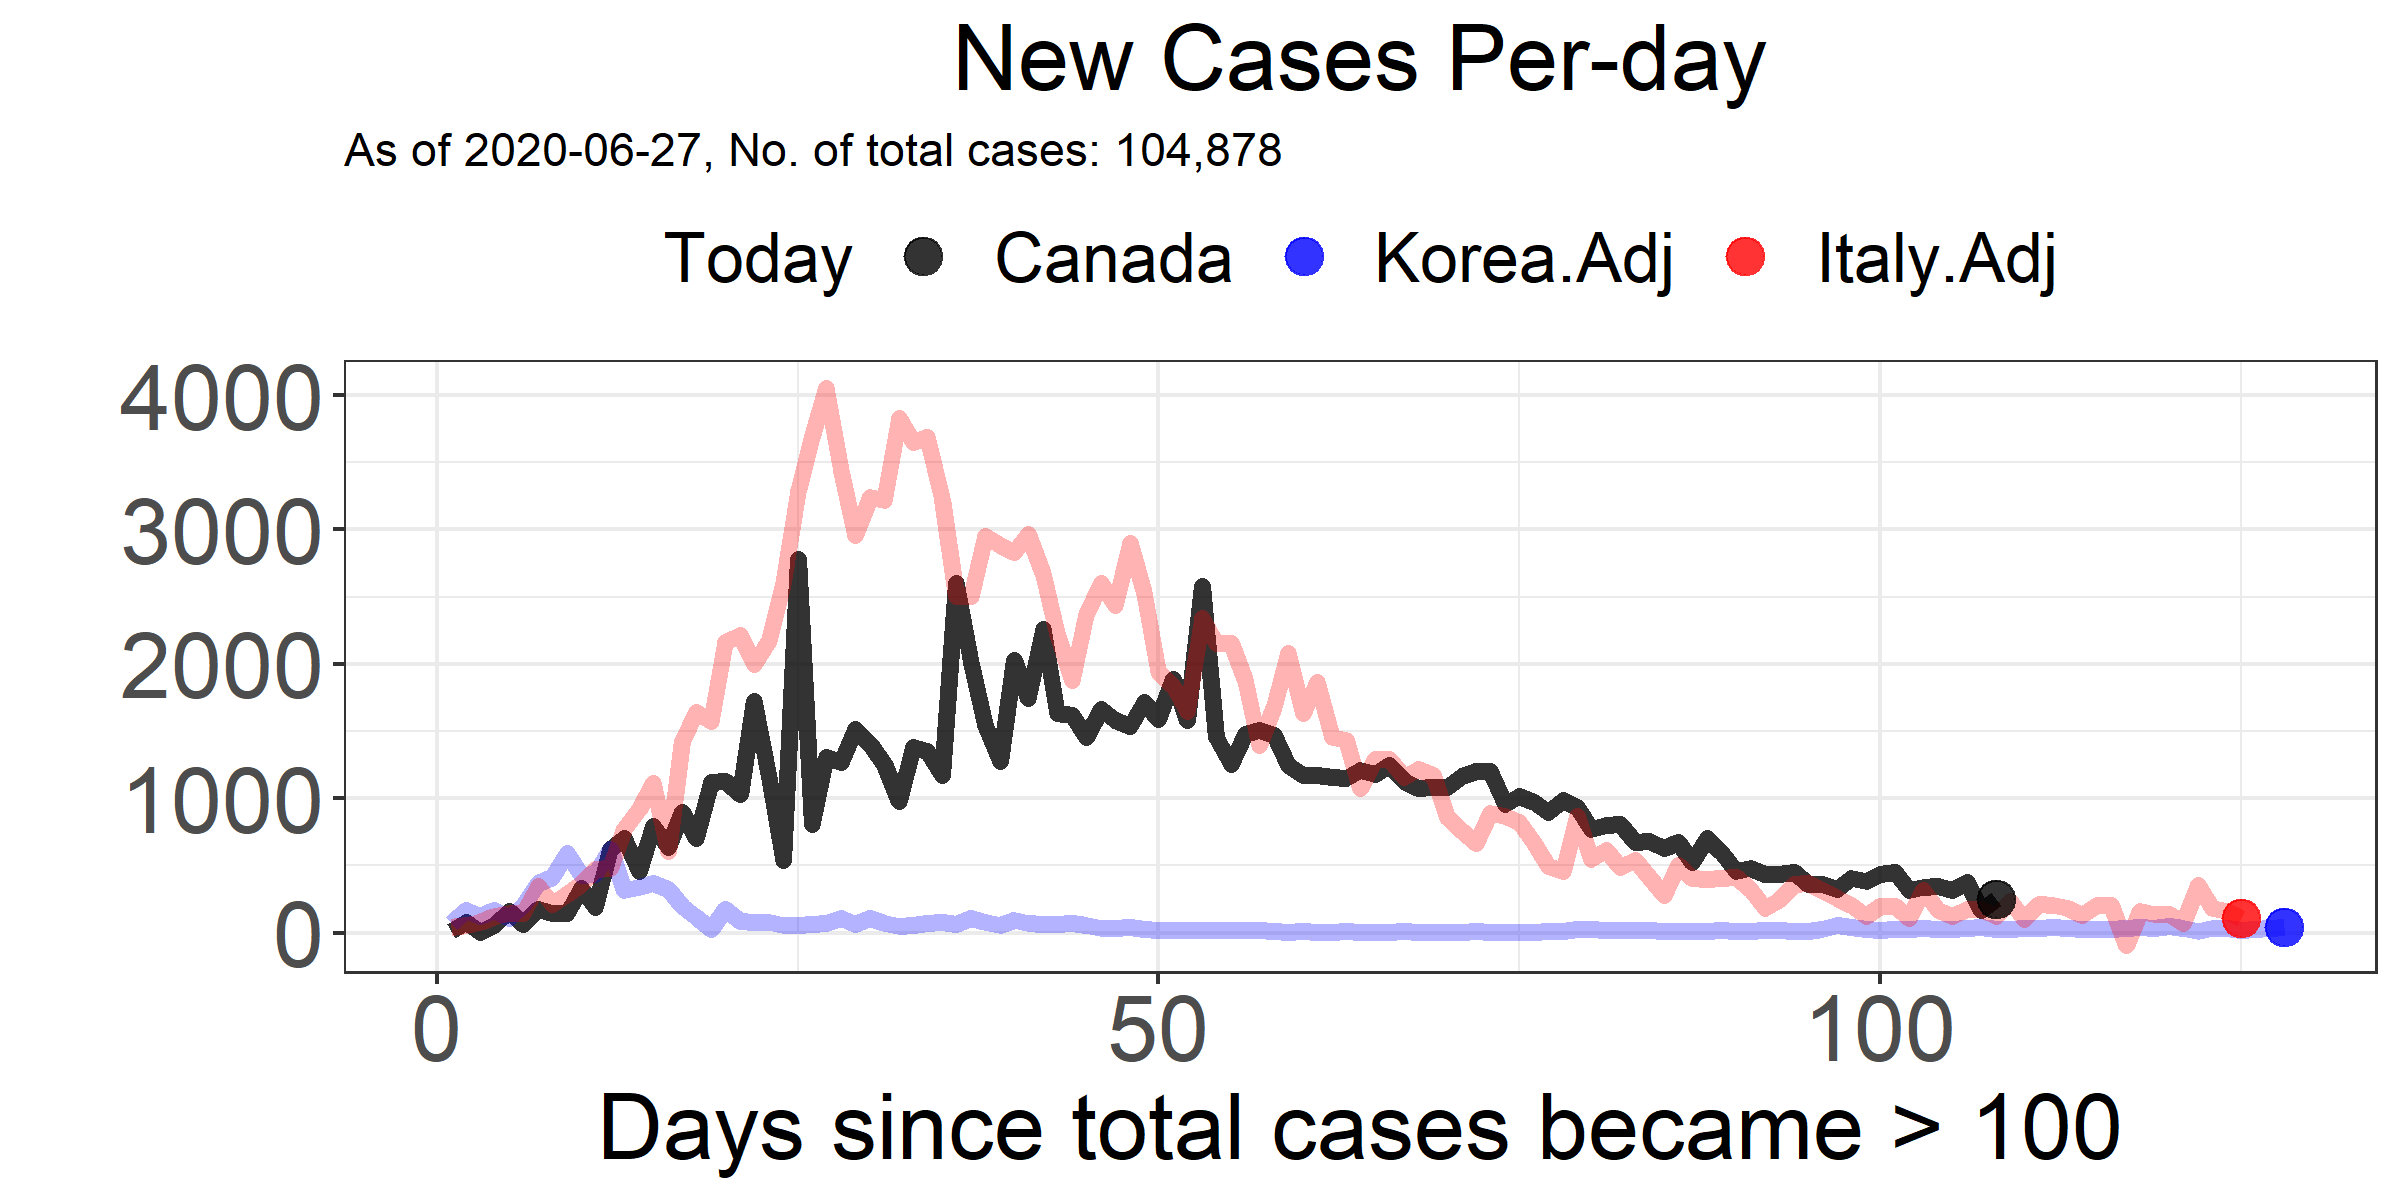 New Cases Per-day
As of 2020-06-27, No. of total cases: 104,878
Today Canada Korea.Adj Italy.Adj
4000
3000
2000
1000
0
0 50 100
Days since total cases became > 100